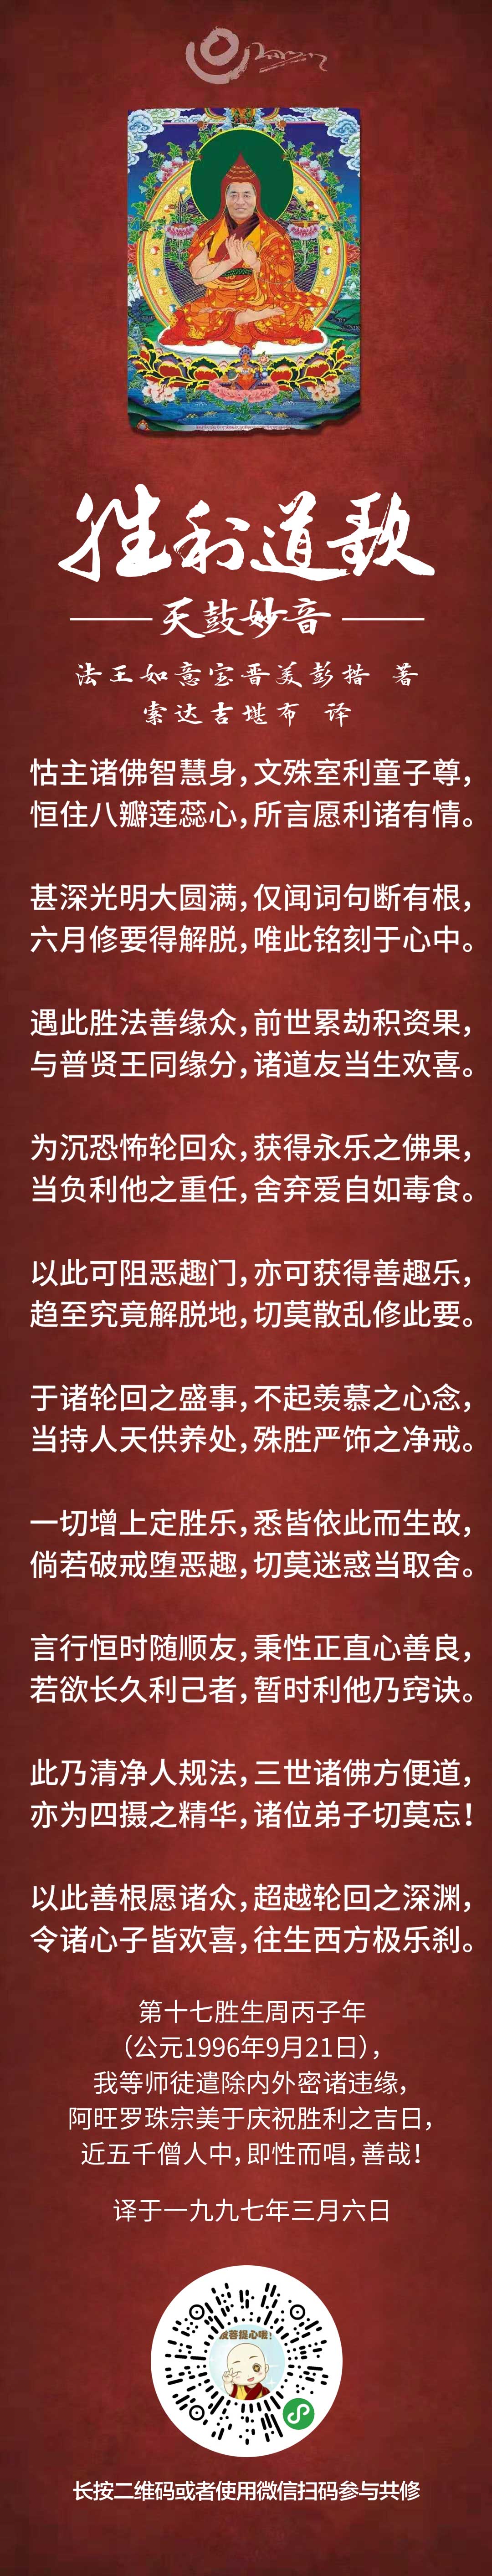 胜利道歌
天鼓妙音
法王如意宝晋美彭措 著
索达吉堪布 译
怙主诸佛智慧身，文殊室利童子尊，
恒住八瓣莲蕊心，所言愿利诸有情。
甚深光明大圆满，仅闻词句断有根，
六月修要得解脱，唯此铭刻于心中。
遇此胜法善缘众，前世累劫积资果，
与普贤王同缘分，诸道友当生欢喜。
为沉恐怖轮回众，获得永乐之佛果，
当负利他之重任，舍弃爱自如毒食。
以此可阻恶趣门，亦可获得善趣乐，
趋至究竟解脱地，切莫散乱修此要。
于诸轮回之盛事，不起羡慕之心念，
当持人天供养处，殊胜严饰之净戒。
一切增上定胜乐，悉皆依此而生故，
倘若破戒堕恶趣，切莫迷惑当取舍。
言行恒时随顺友，秉性正直心善良，
若欲长久利己者，暂时利他乃窍诀。
此乃清净人规法，三世诸佛方便道，
亦为四摄之精华，诸位弟子切莫忘！
以此善根愿诸众，超越轮回之深渊，
令诸心子皆欢喜，往生西方极乐刹。
第十七胜生周丙子年
（公元1996年9月21日），
我等师徒遣除内外密诸违缘，
阿旺罗珠宗美于庆祝胜利之吉日，
近五千僧人中，即性而唱，善哉！
译于一九九七年三月六日
发菩提心啦！
长按二维码或者使用微信扫码参与共修